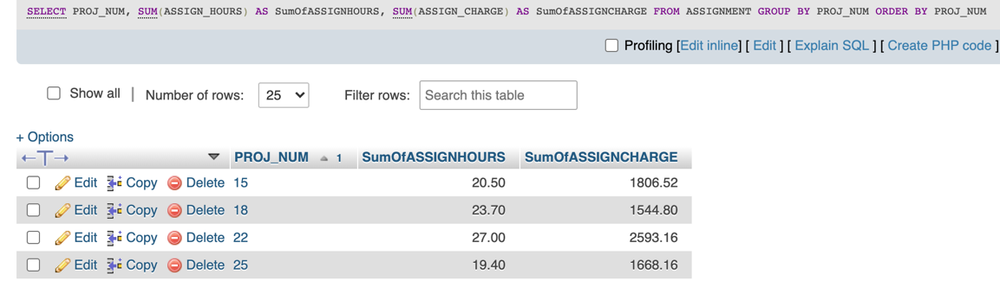 SELECT PROJ_NUM, SUM(ASSIGN_HOURS) AS SumOfASSIGNHOURS, SUM(ASSIGN_CHARGE) AS SumOfASSIGNCHARGE FROM ASSIGNMENT GROUP BY PROJ_NUM ORDER BY PROJ_NUM
Profiling [Edit inline] [ Edit ] [ Explain SQL ] [ Create PHP code ]
Show all | Number of rows: 25 Filter rows: Search this table
+ Options
←T→ PROJ_NUM 1 SumOfASSIGNHOURS SumOfASSIGNCHARGE
Edit Copy Delete 15 20.50 1806.52
Edit Copy Delete 18 23.70 1544.80
Edit Copy Delete 22 27.00 2593.16
Edit Copy Delete 25 19.40 1668.16